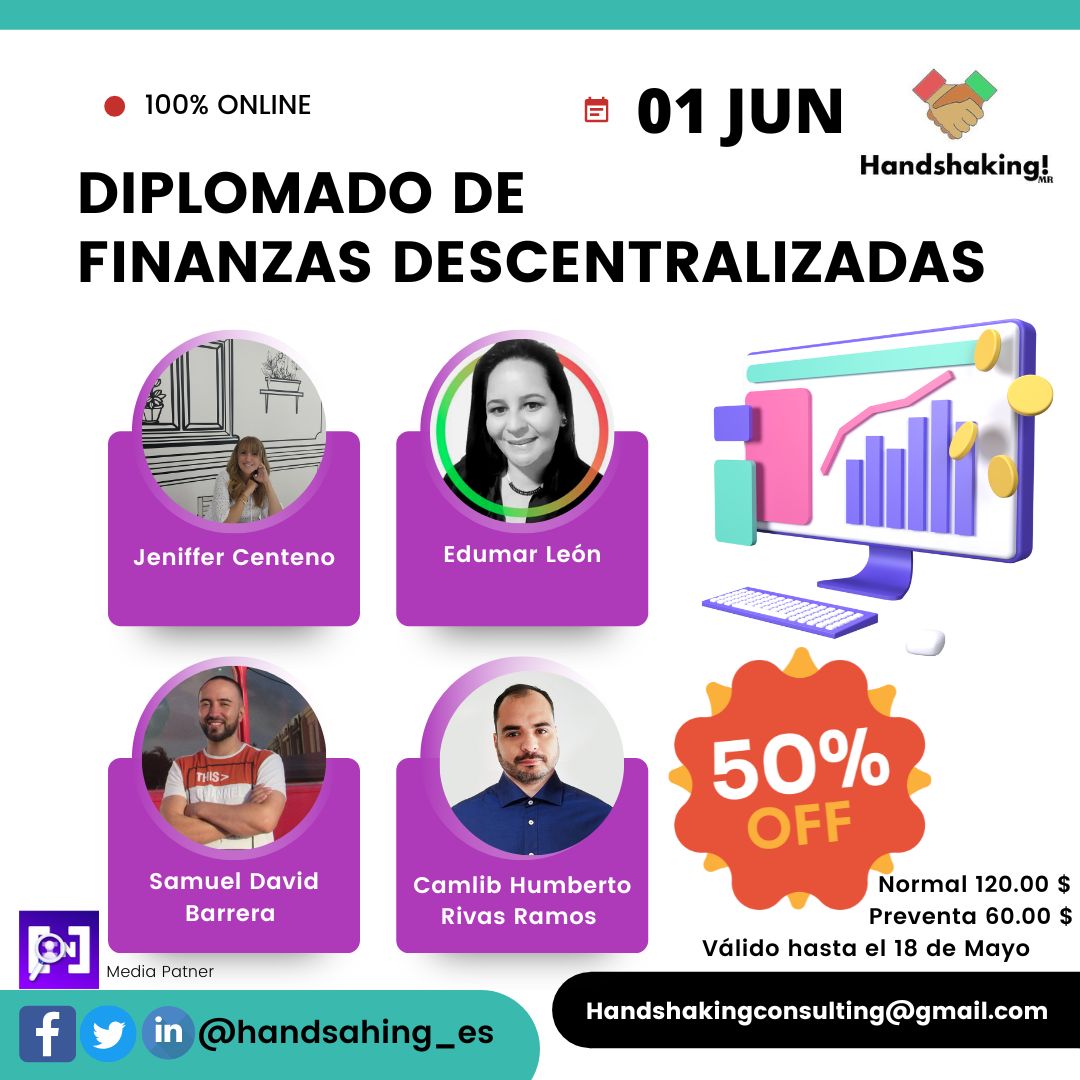 100% ONLINE
01 JUN
Handshaking!
MR
DIPLOMADO DE
FINANZAS DESCENTRALIZADAS
Jeniffer Centeno
Edumar León
THIS>
Samuel David
Barrera
Camlib Humberto
Rivas Ramos
50%
OFF
Normal 120.00 $
Preventa 60.00 $
Válido hasta el 18 de Mayo
N
Media Patner
Handshakingconsulting@gmail.com
f
in
@handsahing_es